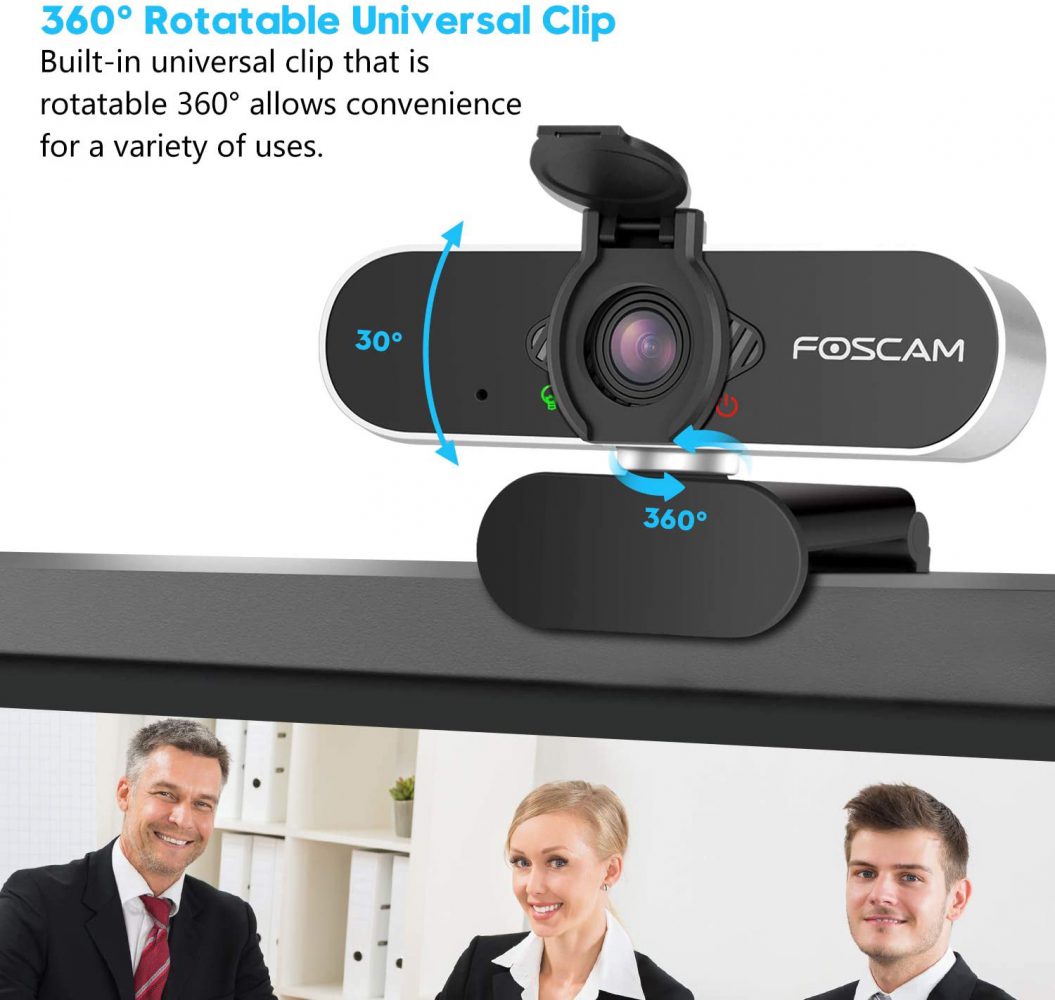 360° Rotatable Universal Clip
Built-in universal clip that is
rotatable 360° allows convenience
for a variety of uses.
30°
FOSCAM
360°